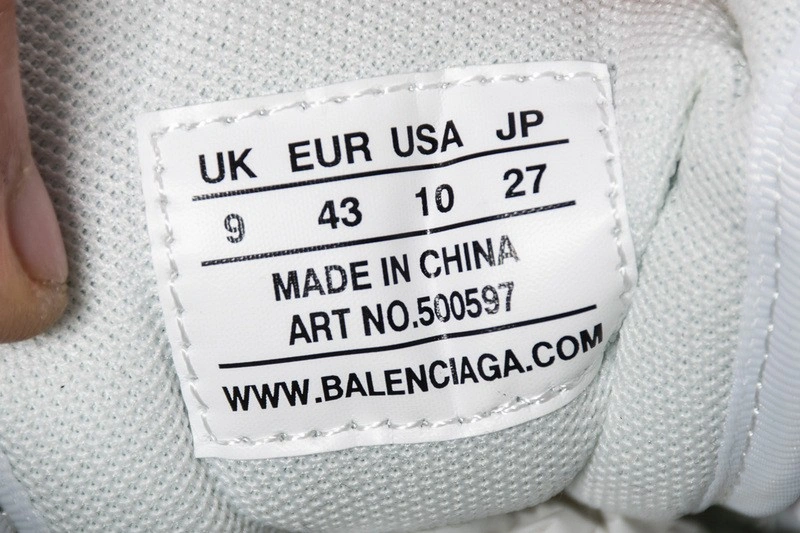 UK EUR USA JP
9 43 10 27
MADE IN CHINA
ART NO.500597
WWW.BALENCIAGA.COM